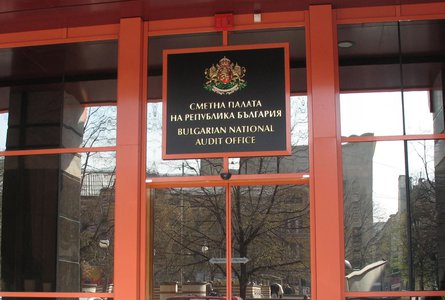 СМЕТНА ПАЛАТА
НА РЕПУБЛИКА БЪЛГАРИЯ
BULGARIAN NATIONAL
AUDIT OFFICE